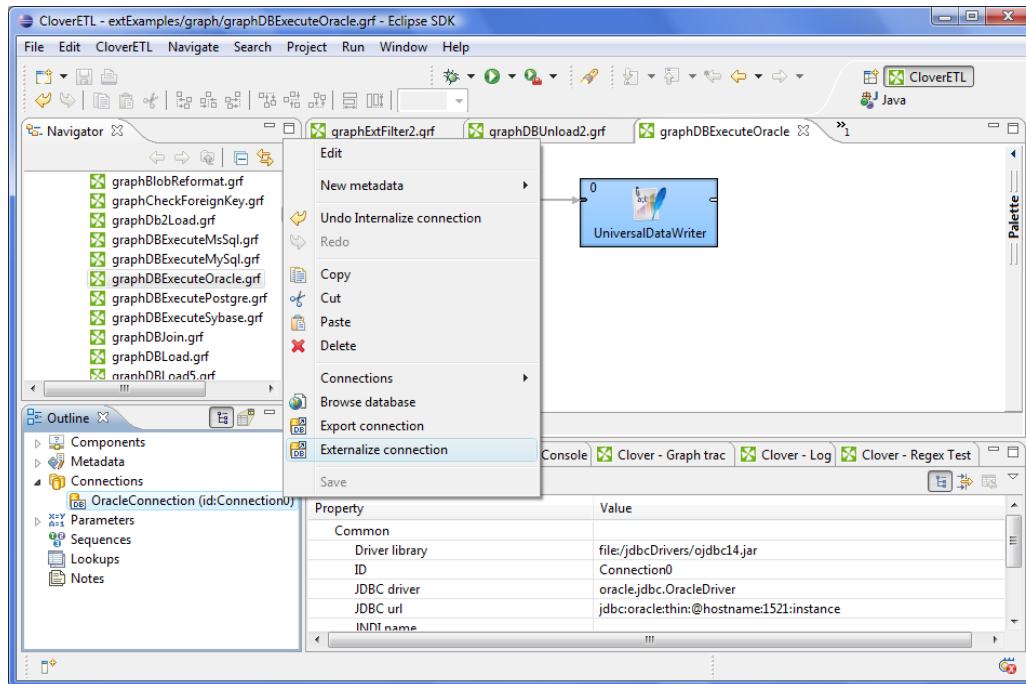 CloverETL - extExamples/graph/graphDBExecuteOracle.grf - Eclipse SDK
File Edit CloverETL Navigate Search Project Run Window Help
CloverETL
Java
Navigator
graphExtFilter2.grf graphDBUnload2.grf graphDBExecuteOracle »1
graphBlobReformat.grf
graphCheckForeignKey.grf
graphDb2Load.grf
graphDBExecuteMsSql.grf
graphDBExecuteMySql.grf
graphDBExecuteOracle.grf
graphDBExecutePostgre.grf
graphDBExecuteSybase.grf
graphDBJoin.grf
graphDBLoad.grf
graphDBLoad5.grf
Edit
New metadata
Undo Internalize connection
Redo
Copy
Cut
Paste
Delete
Connections
Browse database
Export connection
Externalize connection
Save
0
UniversalDataWriter
Palette
Outline
Components
Metadata
Connections
OracleConnection (id:Connection0)
Parameters
Sequences
Lookups
Notes
Console Clover - Graph trac Clover - Log Clover - Regex Test
Property Value
Common
Driver library file:/jdbcDrivers/ojdbc14.jar
ID Connection0
JDBC driver oracle.jdbc.OracleDriver
JDBC url jdbc:oracle:thin:@hostname:1521:instance
JNDI name